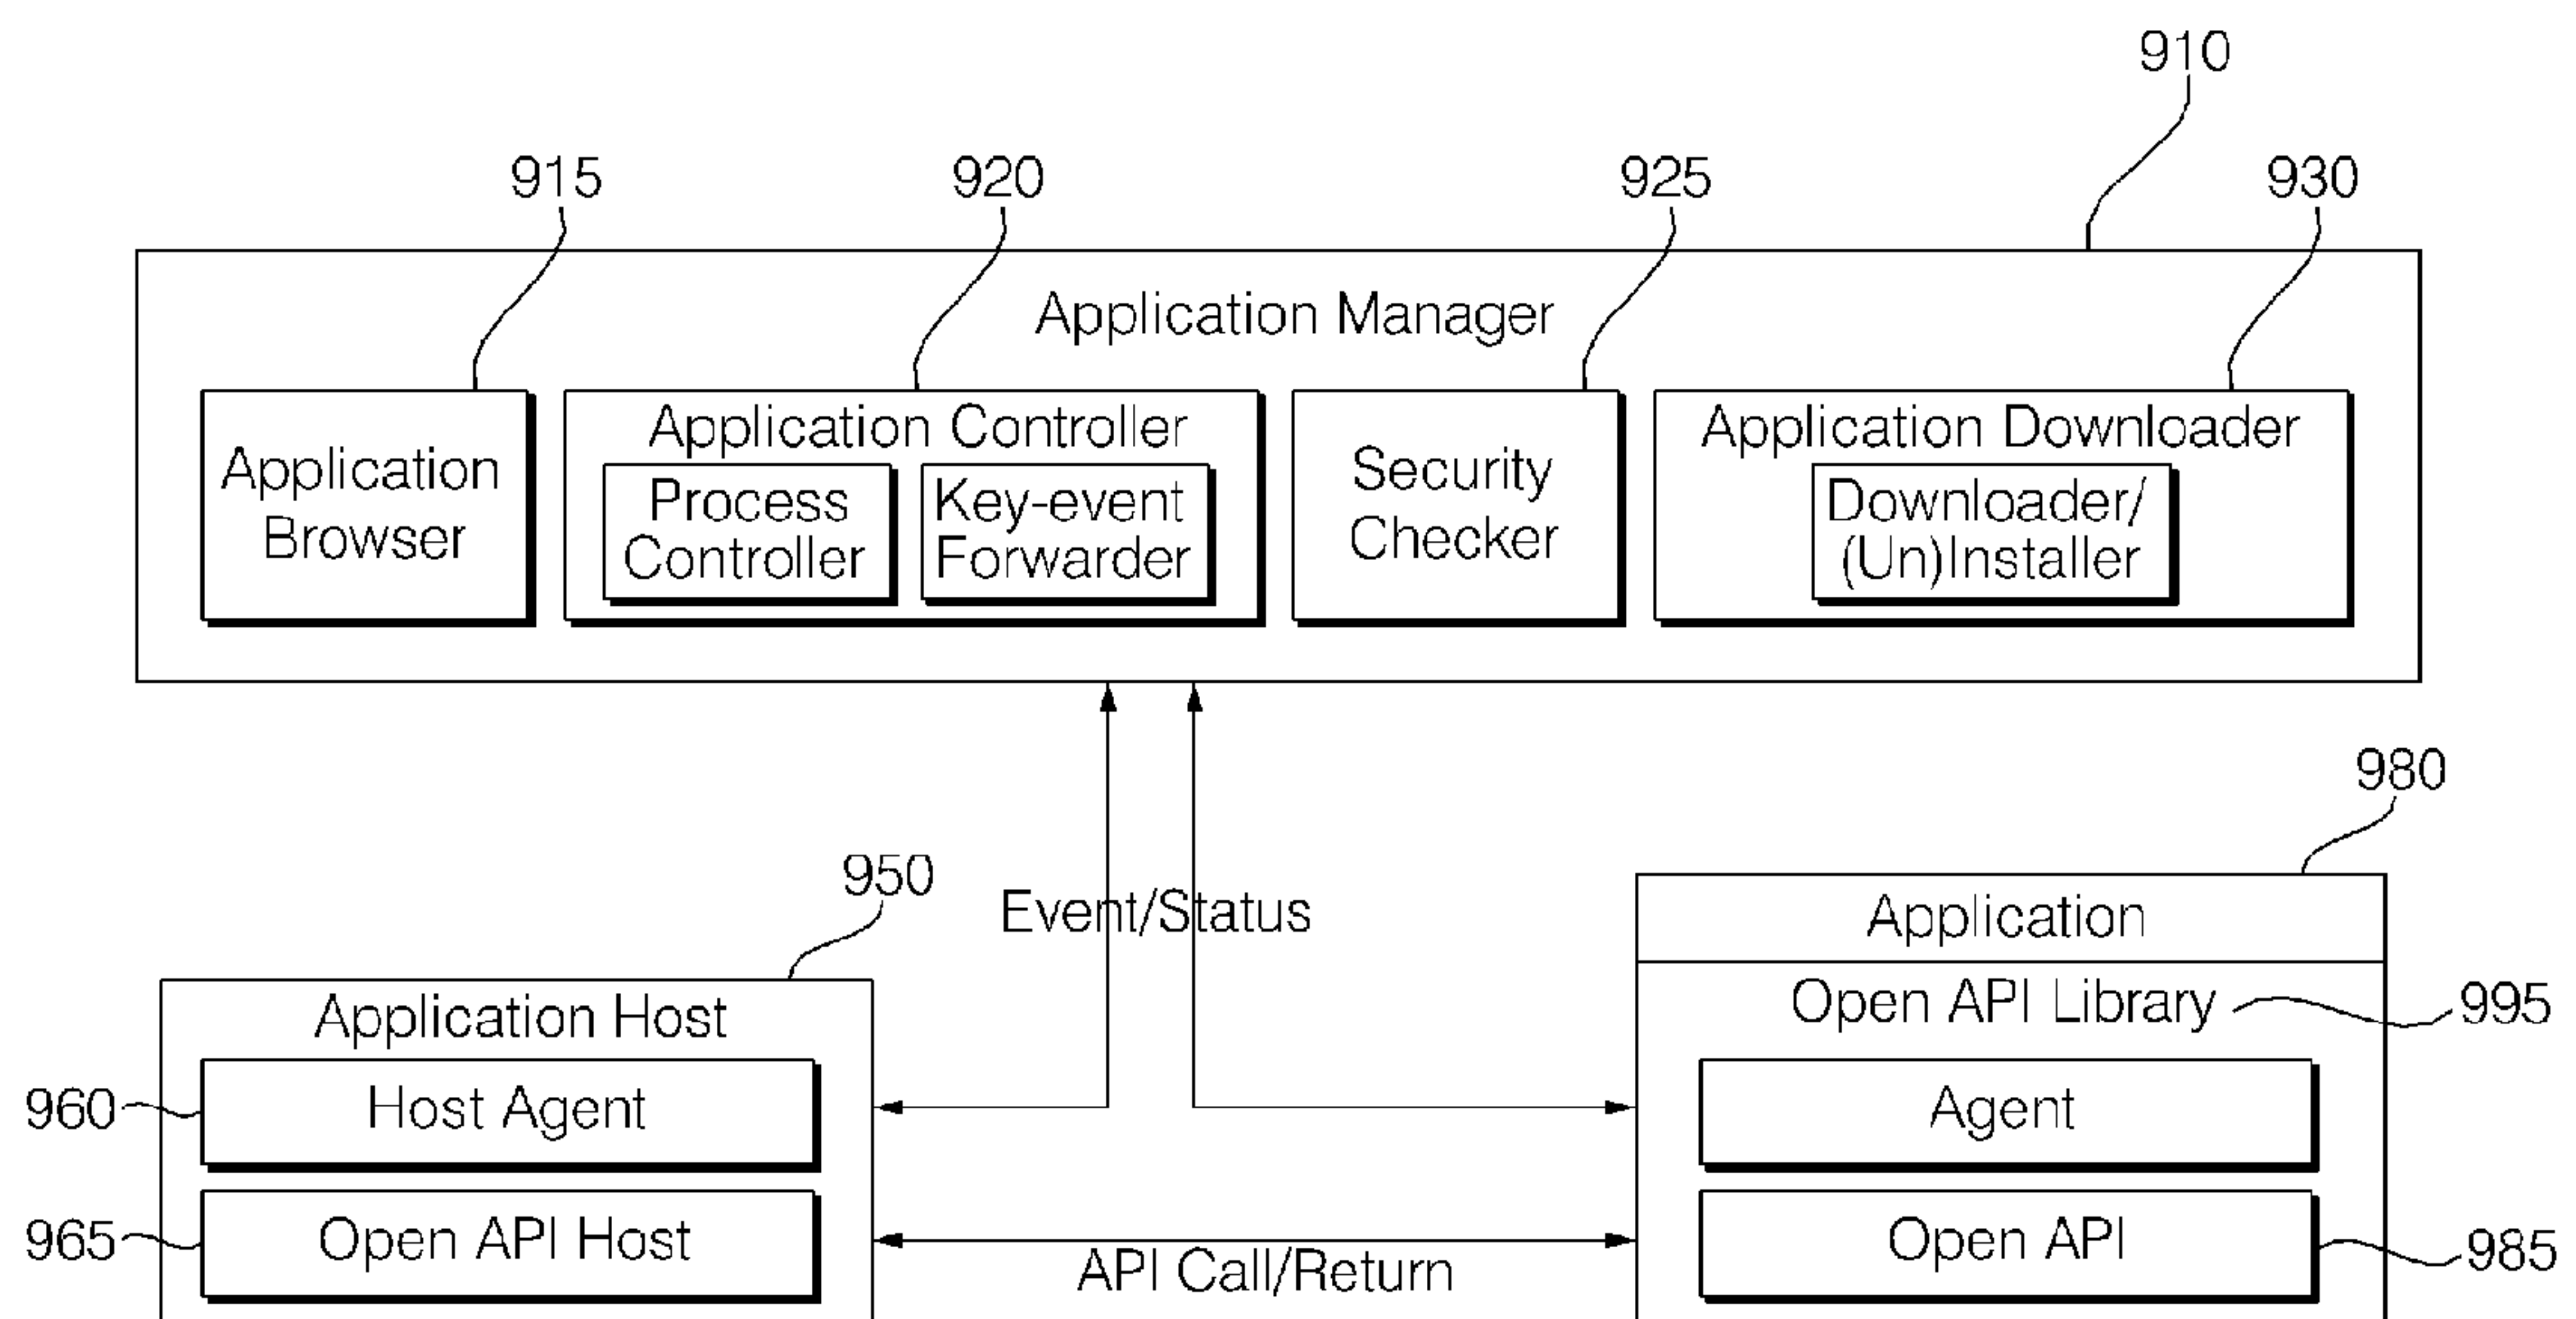 910
915
920
925
930
Application Manager
Application
Browser
Application Controller
Process
Controller
Key-event
Forwarder
Security
Checker
Application Downloader
Downloader/
(Un)Installer
980
950
Event/Status
Application
Application Host
Open API Library
995
960
Host Agent
Agent
965
Open API Host
API Call/Return
Open API
985